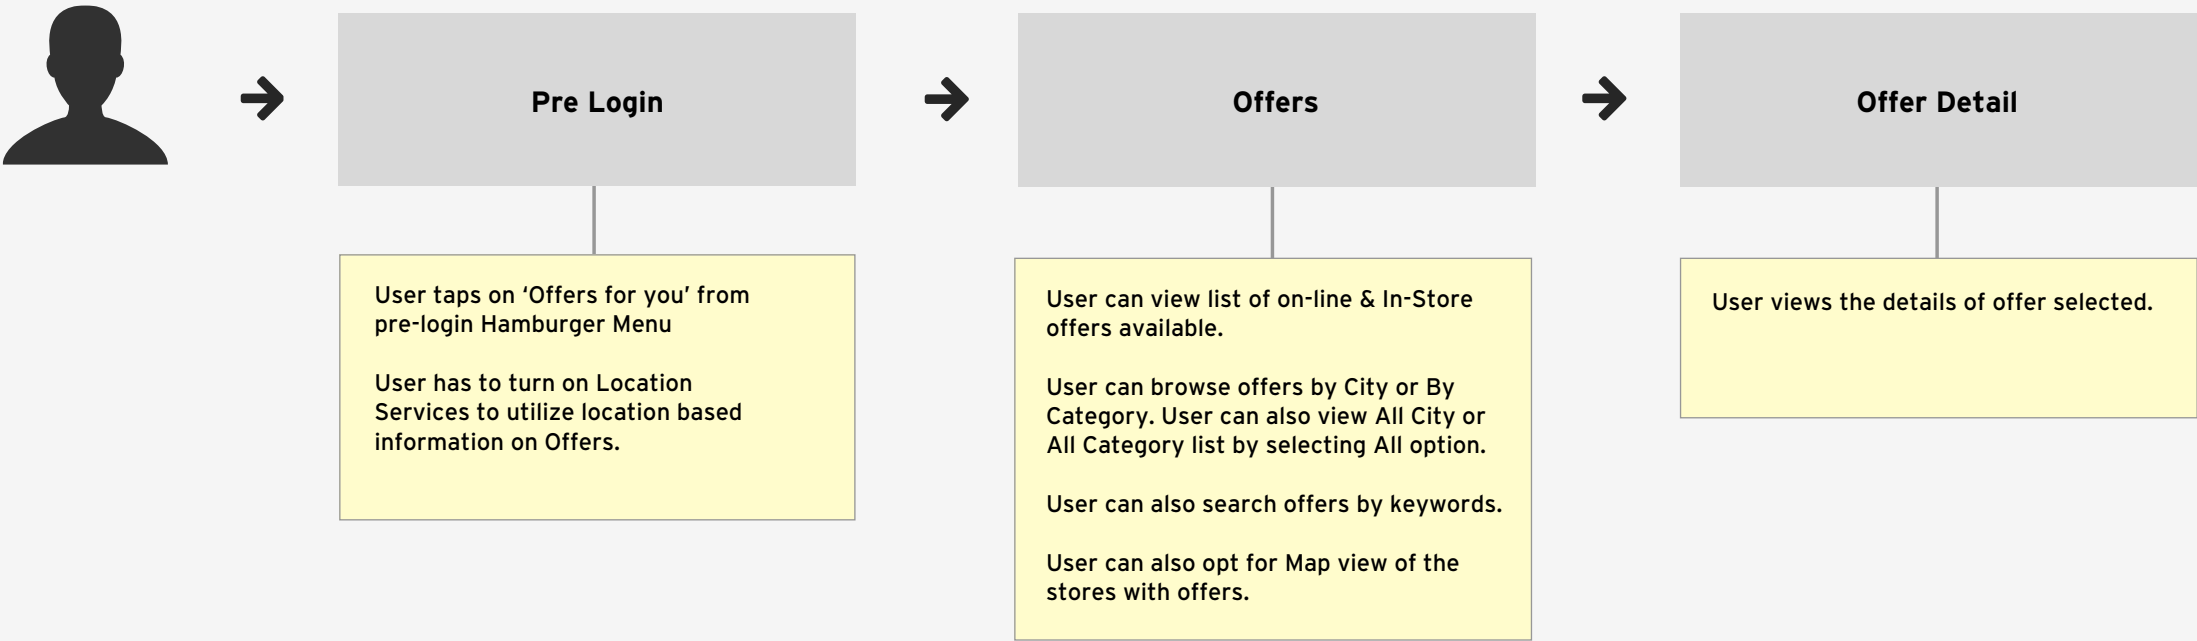 Pre Login
Offers
Offer Detail
User taps on ‘Offers for you’ from
pre-login Hamburger Menu
User has to turn on Location
Services to utilize location based
information on Offers.
User can view list of on-line & In-Store
offers available.
User can browse offers by City or By
Category. User can also view All City or
All Category list by selecting All option.
User can also search offers by keywords.
User can also opt for Map view of the
stores with offers.
User views the details of offer selected.